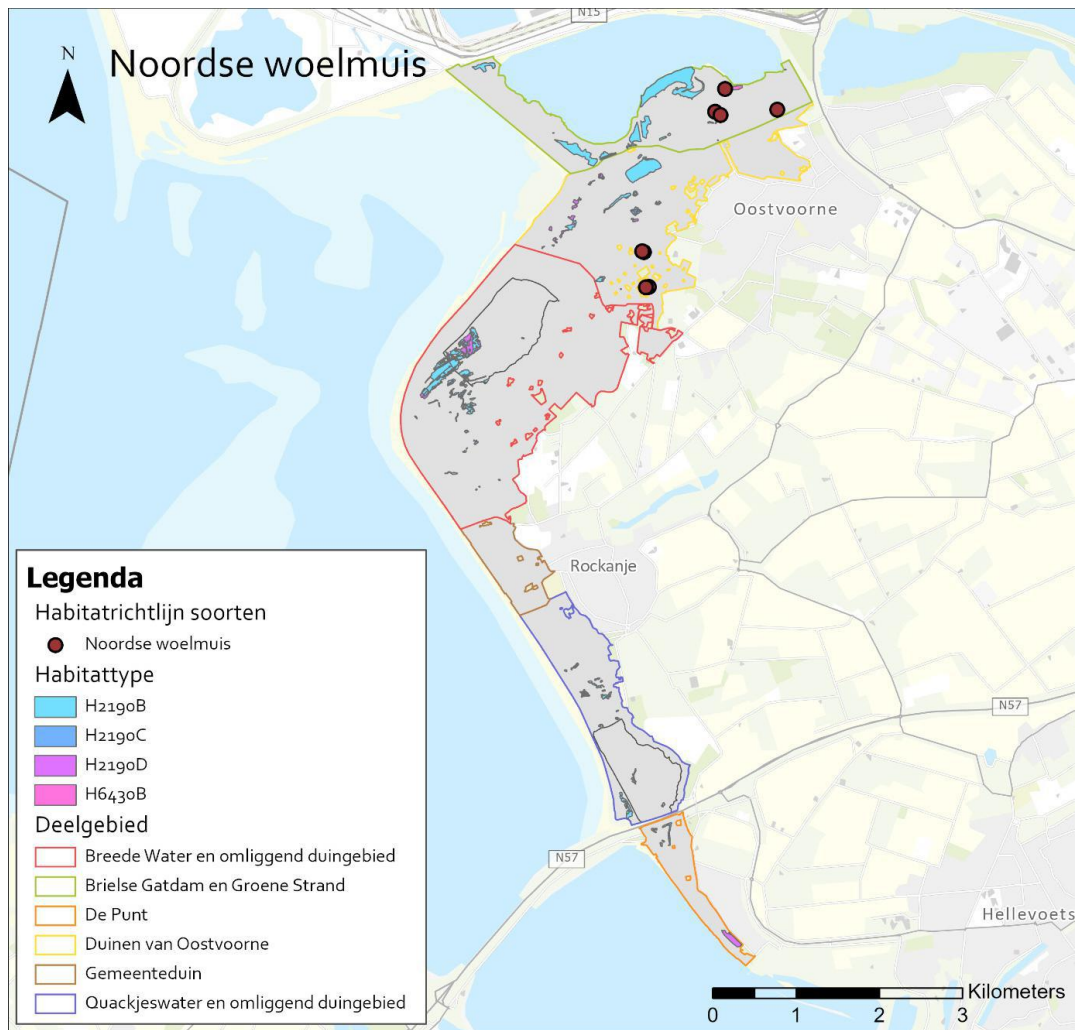 N15
N
Noordse woelmuis
Oostvoorne
Rockanje
N57
N57
Hellevoets
Legenda
Habitatrichtlijn soorten
Noordse woelmuis
Habitattype
H2190B
H2190C
H2190D
H6430B
Deelgebied
Breede Water en omliggend duingebied
Brielse Gatdam en Groene Strand
De Punt
Duinen van Oostvoorne
Gemeenteduin
Quackjeswater en omliggend duingebied
Kilometers
0 1 2 3